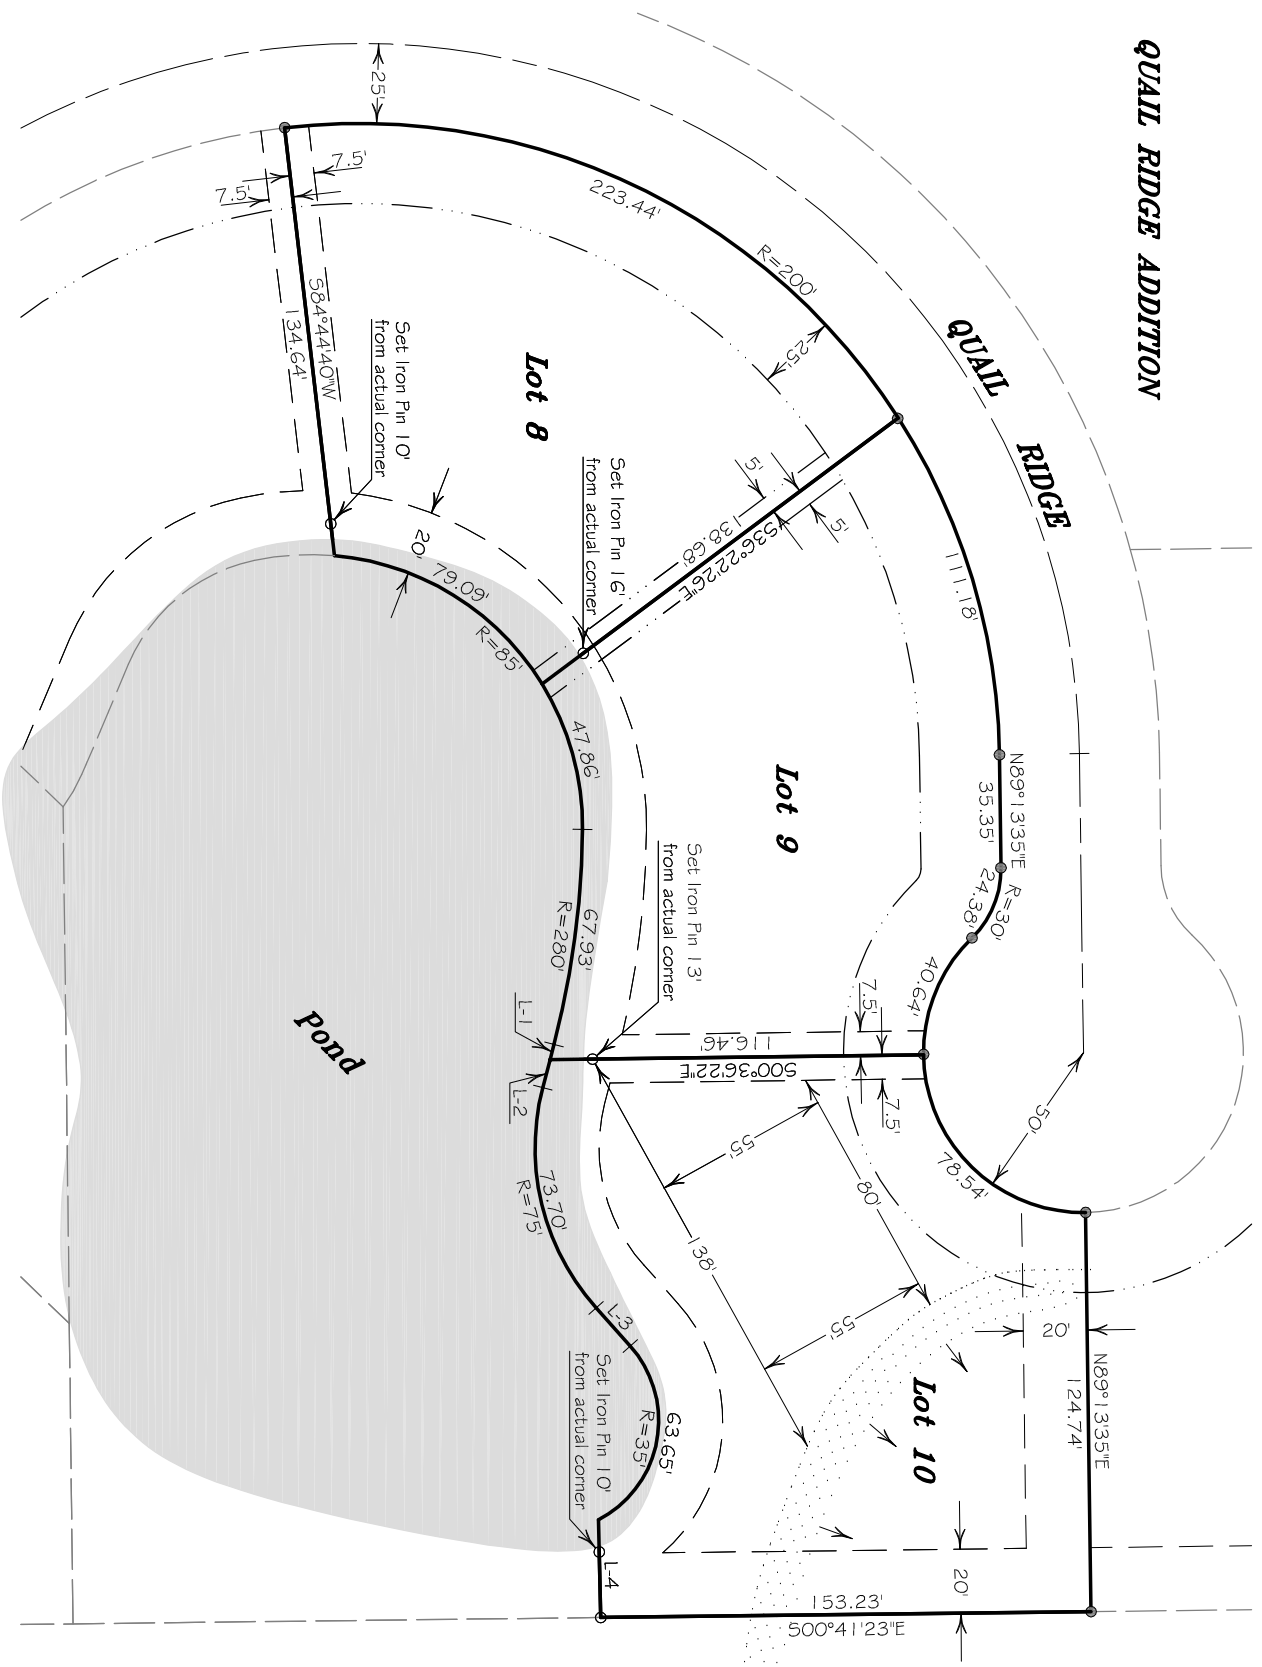 QUAIL RIDGE ADDITION
QUAIL RIDGE
25'
7.5'
7.5'
223.44'
R=200'
25'
S84°44'40"W
134.64'
Set Iron Pin 10'
from actual corner
Lot 8
Set Iron Pin 16'
from actual corner
5'
5'
138.68'
S36°22'26"E
20'
79.09'
R=85'
47.86'
111.18'
N89°13'35"E
35.35'
R=30'
24.38'
40.64'
Lot 9
Set Iron Pin 13'
from actual corner
67.93'
R=280'
L-1
L-2
7.5'
7.5'
116.46'
S00°36'22"E
50'
78.54'
Pond
73.70'
R=75'
55'
80'
138'
55'
L-3
63.65'
R=35'
Set Iron Pin 10'
from actual corner
L-4
Lot 10
20'
N89°13'35"E
124.74'
20'
153.23'
S00°41'23"E